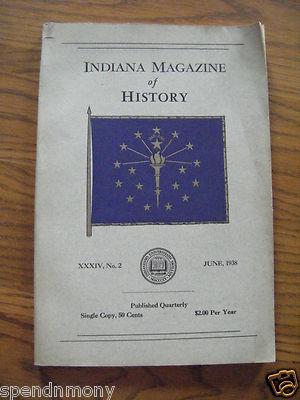 INDIANA MAGAZINE
of
HISTORY
XXXIV, No. 2
JUNE, 1938
Published Quarterly
Single Copy, 50 Cents
$2.00 Per Year
spendnmony